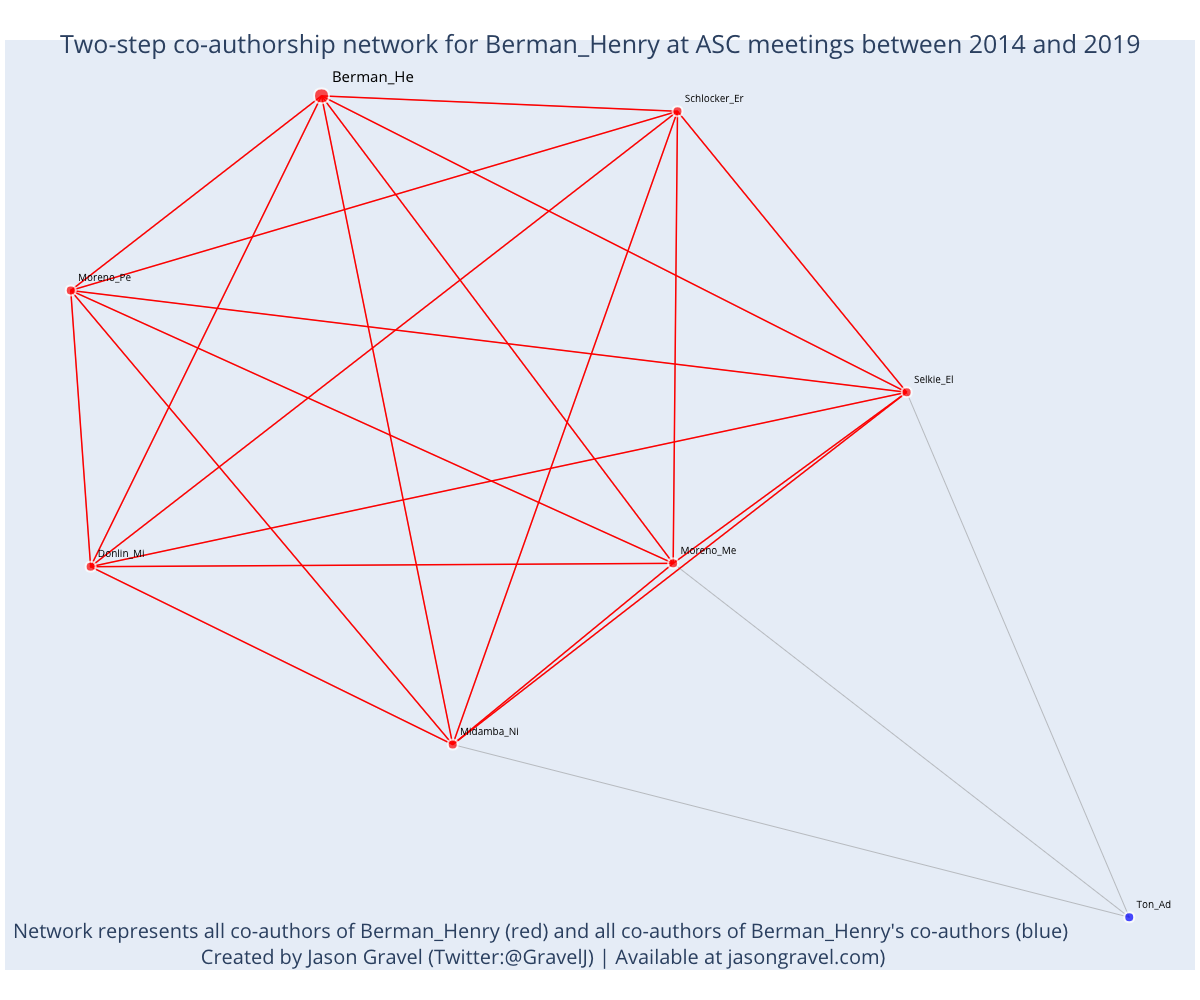 Two-step co-authorship network for Berman_Henry at ASC meetings between 2014 and 2019
Berman_He
Schlocker_Er
Moreno_Pe
Selkie_El
Donlin_Mi
Moreno_Me
Midamba_Ni
Ton_Ad
Network represents all co-authors of Berman_Henry (red) and all co-authors of Berman_Henry's co-authors (blue)
Created by Jason Gravel (Twitter:@GravelJ) | Available at jasongravel.com)